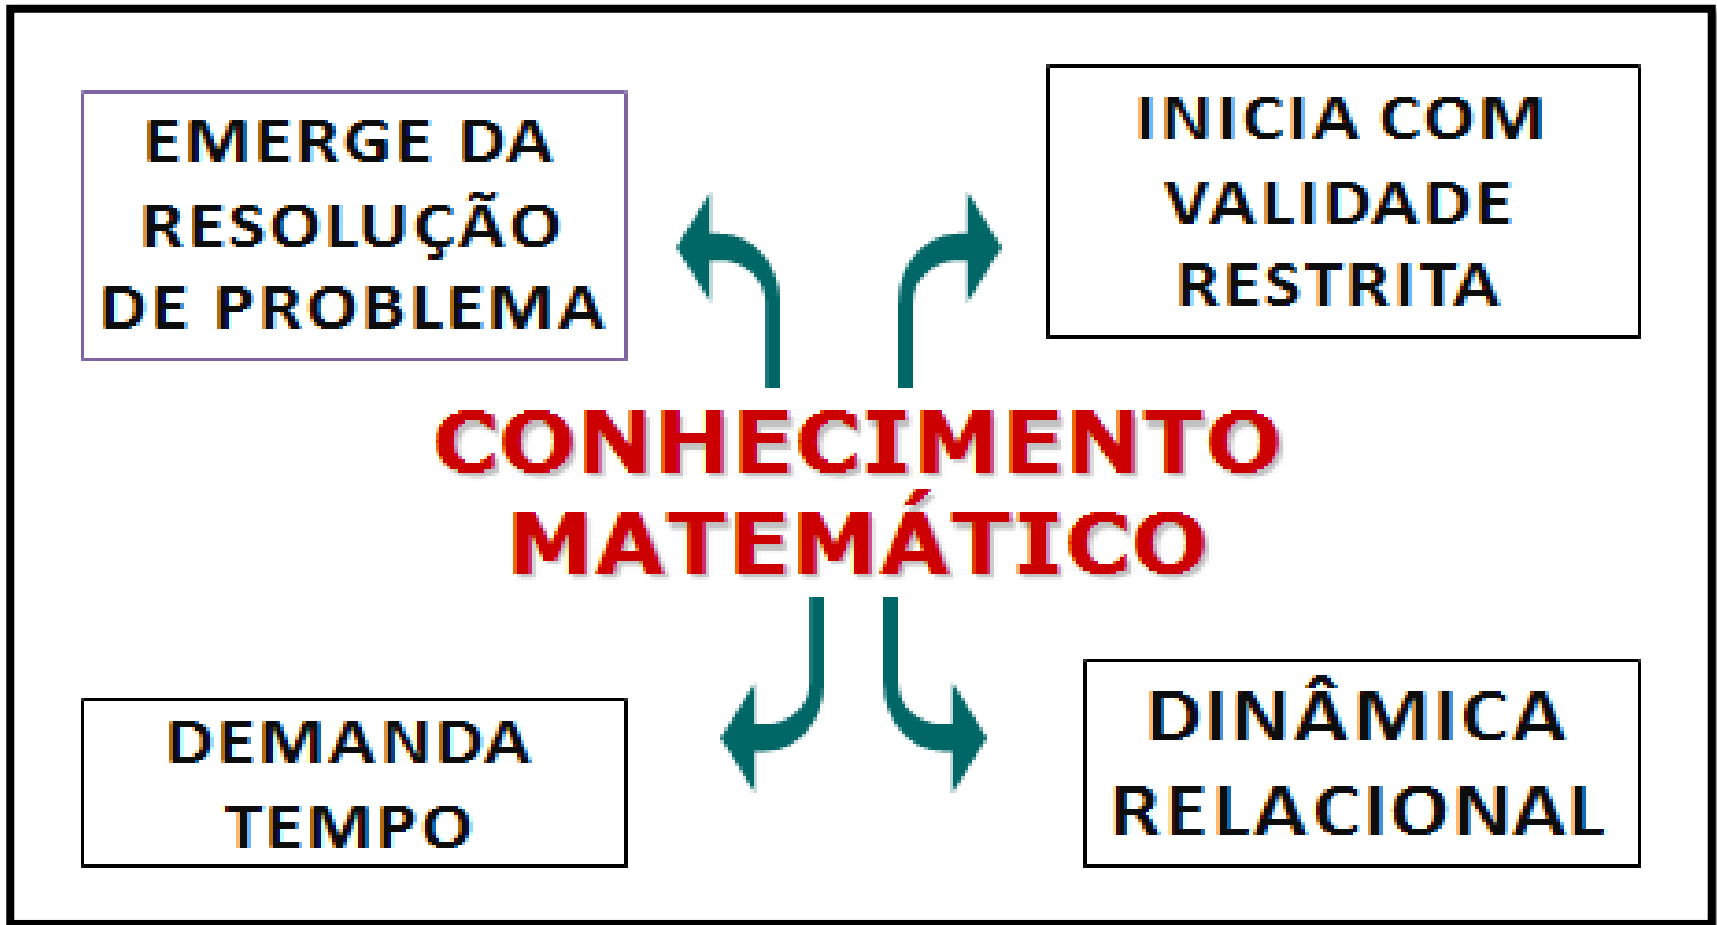 EMERGE DA
RESOLUÇÃO
DE PROBLEMA
INICIA COM
VALIDADE
RESTRITA
CONHECIMENTO
MATEMÁTICO
DEMANDA
TEMPO
DINÂMICA
RELACIONAL